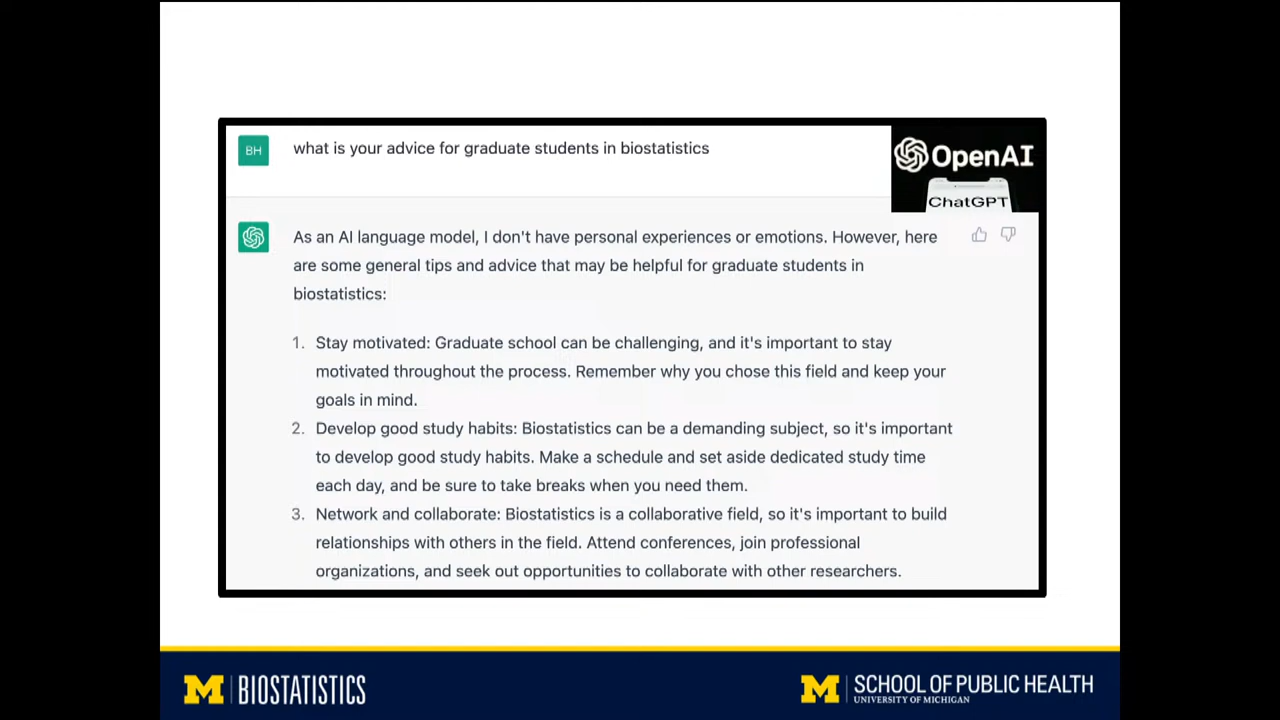 BH
what is your advice for graduate students in biostatistics
OpenAI
ChatGPT
As an AI language model, I don't have personal experiences or emotions. However, here
are some general tips and advice that may be helpful for graduate students in
biostatistics:
1. Stay motivated: Graduate school can be challenging, and it's important to stay
motivated throughout the process. Remember why you chose this field and keep your
goals in mind.
2. Develop good study habits: Biostatistics can be a demanding subject, so it's important
to develop good study habits. Make a schedule and set aside dedicated study time
each day, and be sure to take breaks when you need them.
3. Network and collaborate: Biostatistics is a collaborative field, so it's important to build
relationships with others in the field. Attend conferences, join professional
organizations, and seek out opportunities to collaborate with other researchers.
M BIOSTATISTICS
M SCHOOL OF PUBLIC HEALTH
UNIVERSITY OF MICHIGAN